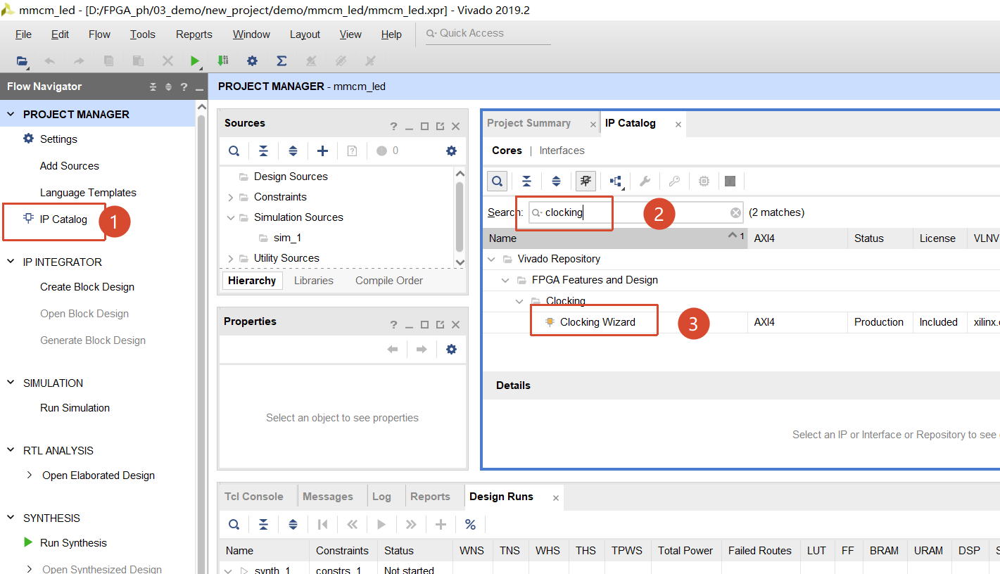 mmcm_led - [D:/FPGA_ph/03_demo/new_project/demo/mmcm_led/mmcm_led.xpr] - Vivado 2019.2
File Edit Flow Tools Reports Window Layout View Help Quick Access
Flow Navigator
PROJECT MANAGER - mmcm_led
PROJECT MANAGER
Settings
Add Sources
Language Templates
IP Catalog
1
IP INTEGRATOR
Create Block Design
Open Block Design
Generate Block Design
SIMULATION
Run Simulation
RTL ANALYSIS
Open Elaborated Design
SYNTHESIS
Run Synthesis
Open Synthesized Design
Sources
0
Design Sources
Constraints
Simulation Sources
sim_1
Utility Sources
Hierarchy Libraries Compile Order
Properties
Select an object to see properties
Project Summary IP Catalog
Cores | Interfaces
Search: clocking (2 matches)
2
Name 1 AXI4 Status License VLNV
Vivado Repository
FPGA Features and Design
Clocking
Clocking Wizard AXI4 Production Included xilinx.
3
Details
Select an IP or Interface or Repository to see
Tcl Console Messages Log Reports Design Runs
Name Constraints Status WNS TNS WHS THS TPWS Total Power Failed Routes LUT FF BRAM URAM DSP
synth_1 constrs_1 Not started